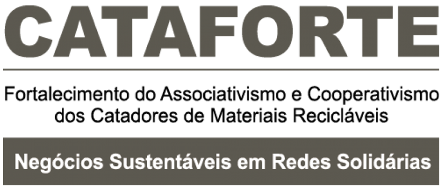 CATAFORTE
Fortalecimento do Associativismo e Cooperativismo
dos Catadores de Materiais Recicláveis
Negócios Sustentáveis em Redes Solidárias